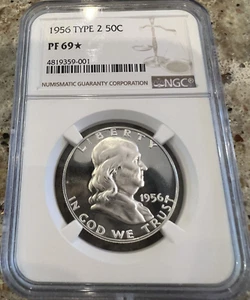 1956 TYPE 2 50C
PF 69★
4819359-001
NGC
NUMISMATIC GUARANTY CORPORATION
LIBERTY
1956
IN GOD WE TRUST